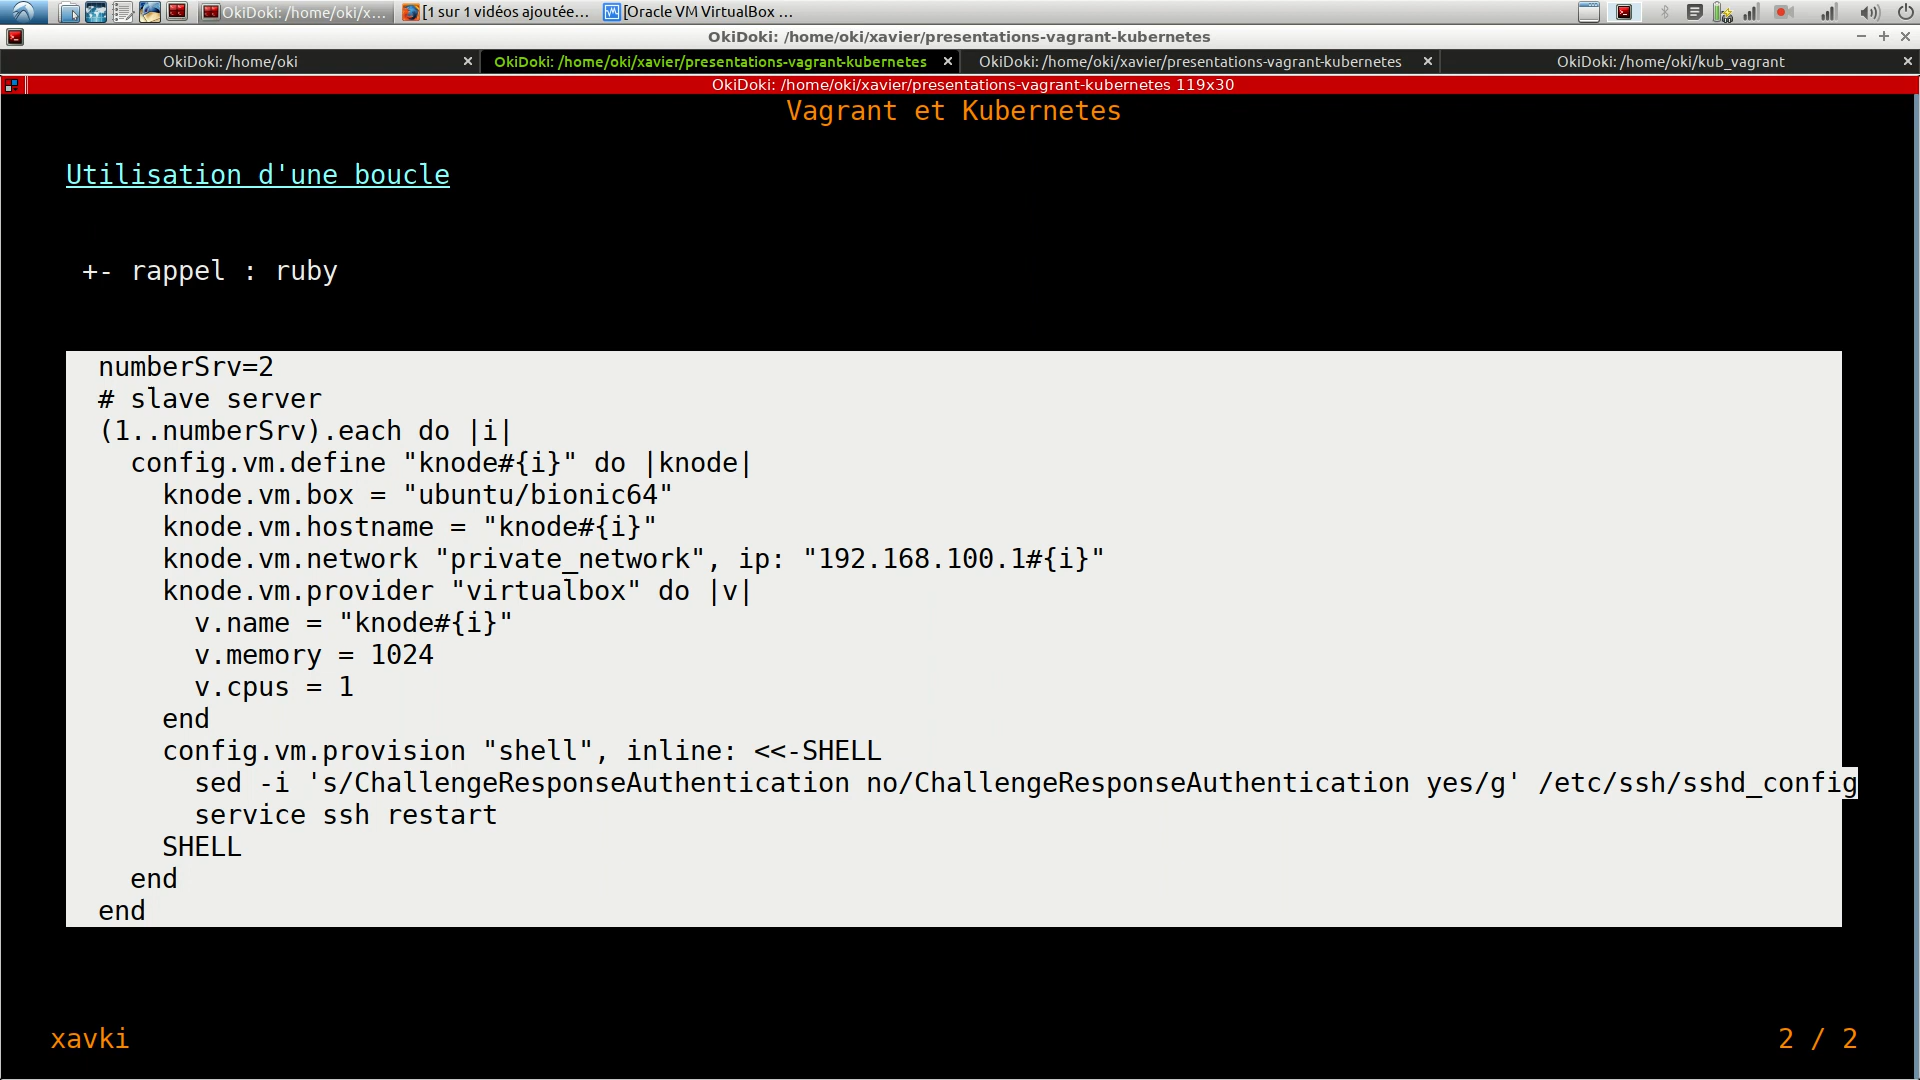 OkiDoki: /home/oki/x...
[1 sur 1 vidéos ajoutée...
[Oracle VM VirtualBox ...
OkiDoki: /home/oki/xavier/presentations-vagrant-kubernetes
OkiDoki: /home/oki
OkiDoki: /home/oki/xavier/presentations-vagrant-kubernetes
OkiDoki: /home/oki/xavier/presentations-vagrant-kubernetes
OkiDoki: /home/oki/kub_vagrant
OkiDoki: /home/oki/xavier/presentations-vagrant-kubernetes 119x30
Vagrant et Kubernetes
Utilisation d'une boucle
+- rappel : ruby
numberSrv=2
# slave server
(1..numberSrv).each do |i|
config.vm.define "knode#{i}" do |knode|
knode.vm.box = "ubuntu/bionic64"
knode.vm.hostname = "knode#{i}"
knode.vm.network "private_network", ip: "192.168.100.1#{i}"
knode.vm.provider "virtualbox" do |v|
v.name = "knode#{i}"
v.memory = 1024
v.cpus = 1
end
config.vm.provision "shell", inline: <<-SHELL
sed -i 's/ChallengeResponseAuthentication no/ChallengeResponseAuthentication yes/g' /etc/ssh/sshd_config
service ssh restart
SHELL
end
end
xavki
2 / 2